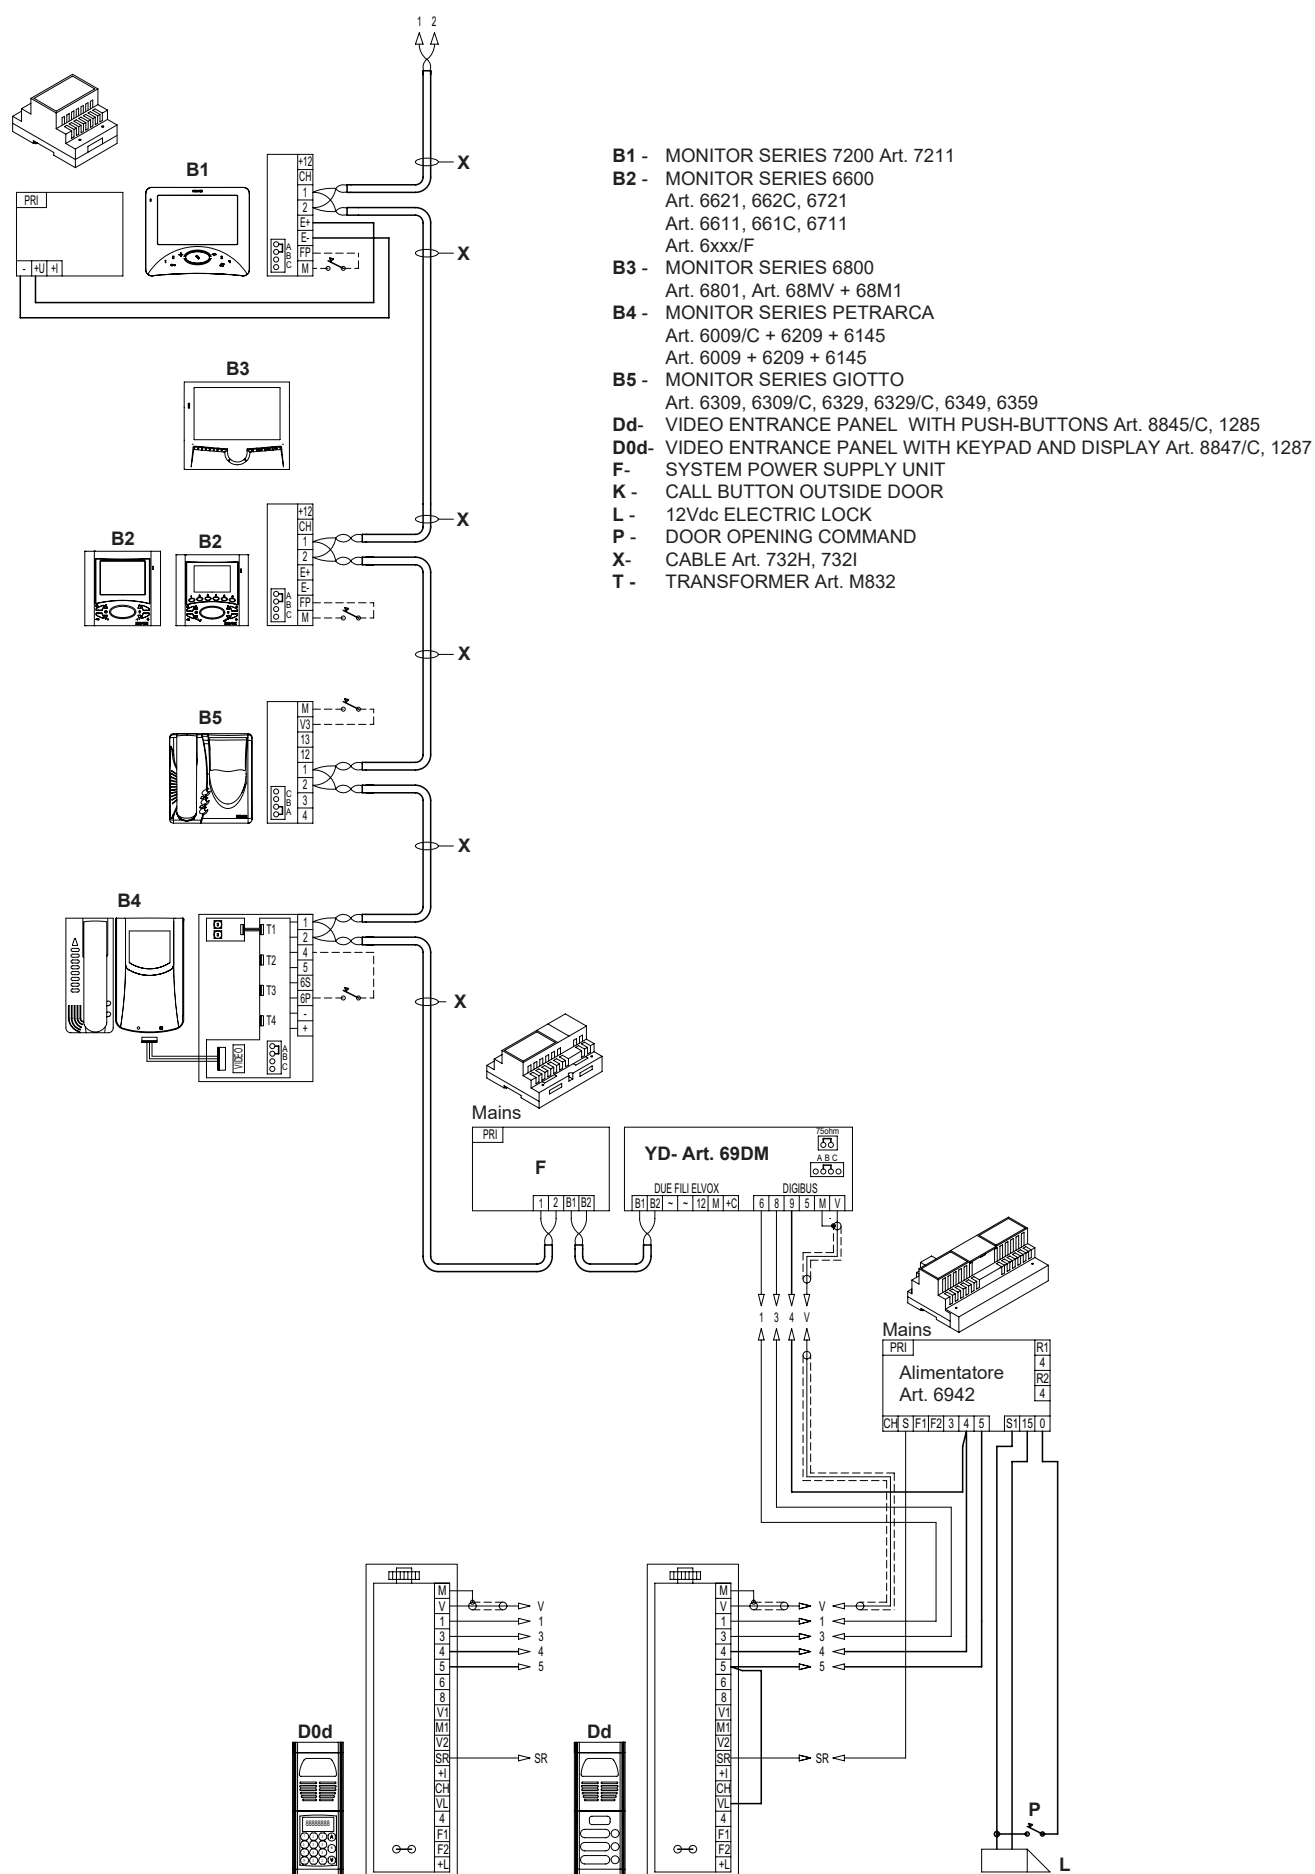 1 2
X
B1
+12
CH
1
2
E+
E-
FP
M
A
B
C
PRI
- +U +I
X
B1 - MONITOR SERIES 7200 Art. 7211
B2 - MONITOR SERIES 6600
Art. 6621, 662C, 6721
Art. 6611, 661C, 6711
Art. 6xxx/F
B3 - MONITOR SERIES 6800
Art. 6801, Art. 68MV + 68M1
B4 - MONITOR SERIES PETRARCA
Art. 6009/C + 6209 + 6145
Art. 6009 + 6209 + 6145
B5 - MONITOR SERIES GIOTTO
Art. 6309, 6309/C, 6329, 6329/C, 6349, 6359
Dd- VIDEO ENTRANCE PANEL WITH PUSH-BUTTONS Art. 8845/C, 1285
D0d- VIDEO ENTRANCE PANEL WITH KEYPAD AND DISPLAY Art. 8847/C, 1287
F- SYSTEM POWER SUPPLY UNIT
K - CALL BUTTON OUTSIDE DOOR
L - 12Vdc ELECTRIC LOCK
P - DOOR OPENING COMMAND
X- CABLE Art. 732H, 732I
T - TRANSFORMER Art. M832
B3
B2 B2
+12
CH
1
2
E+
E-
FP
M
A
B
C
X
X
B5
M
V3
13
12
1
2
3
4
C
B
A
X
B4
1
2
4
5
6S
6P
-
+
T1
T2
T3
T4
VIDEO
A
B
C
X
Mains
PRI
F
1 2 B1 B2
YD- Art. 69DM
75ohm
A B C
DUE FILI ELVOX DIGIBUS
B1 B2 ~ ~ 12 M +C 6 8 9 5 M V
1 3 4 V
Mains
PRI
Alimentatore
Art. 6942
R1
4
R2
4
CH S F1 F2 3 4 5 S1 15 0
D0d
M
V
1
3
4
5
6
8
V1
M1
V2
SR
+I
CH
VL
4
F1
F2
+L
V
1
3
4
5
SR
Dd
M
V
1
3
4
5
6
8
V1
M1
V2
SR
+I
CH
VL
4
F1
F2
+L
V
1
3
4
5
SR
P
L